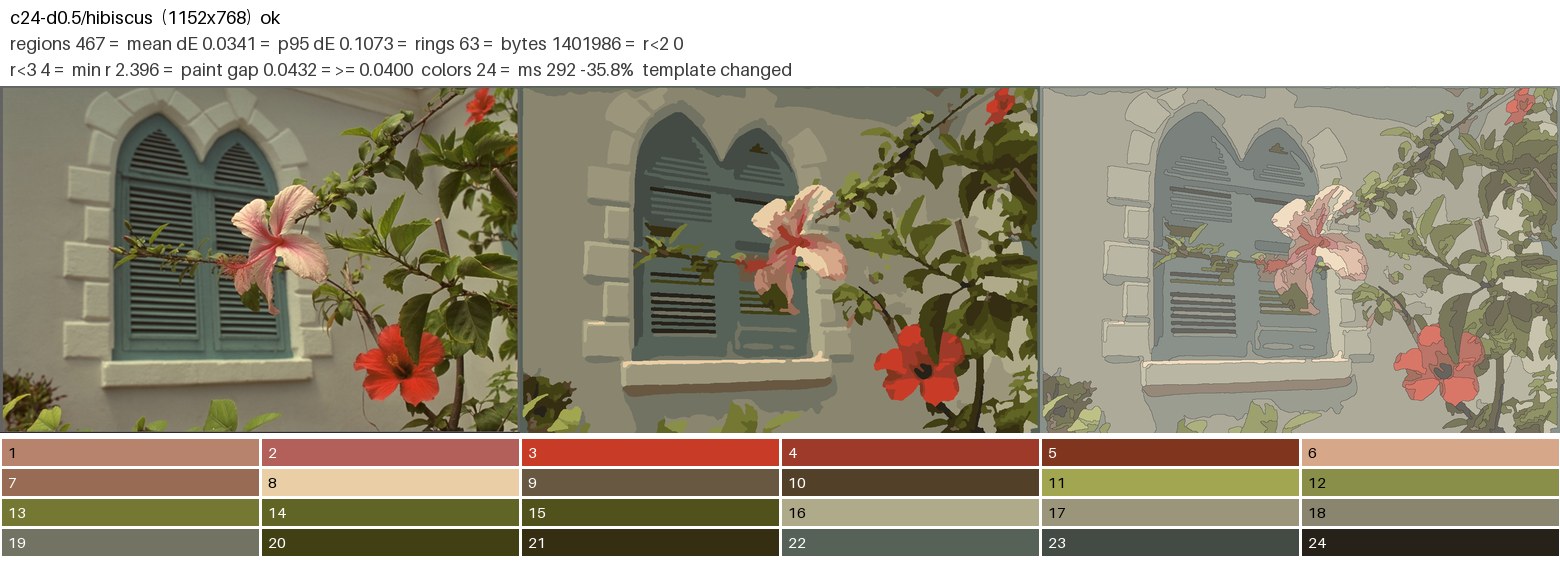 c24-d0.5/hibiscus (1152x768) ok
regions 467 = mean dE 0.0341 = p95 dE 0.1073 = rings 63 = bytes 1401986 = r<2 0
r<3 4 = min r 2.396 = paint gap 0.0432 = >= 0.0400 colors 24 = ms 292 -35.8% template changed
1 2 3 4 5 6
7 8 9 10 11 12
13 14 15 16 17 18
19 20 21 22 23 24